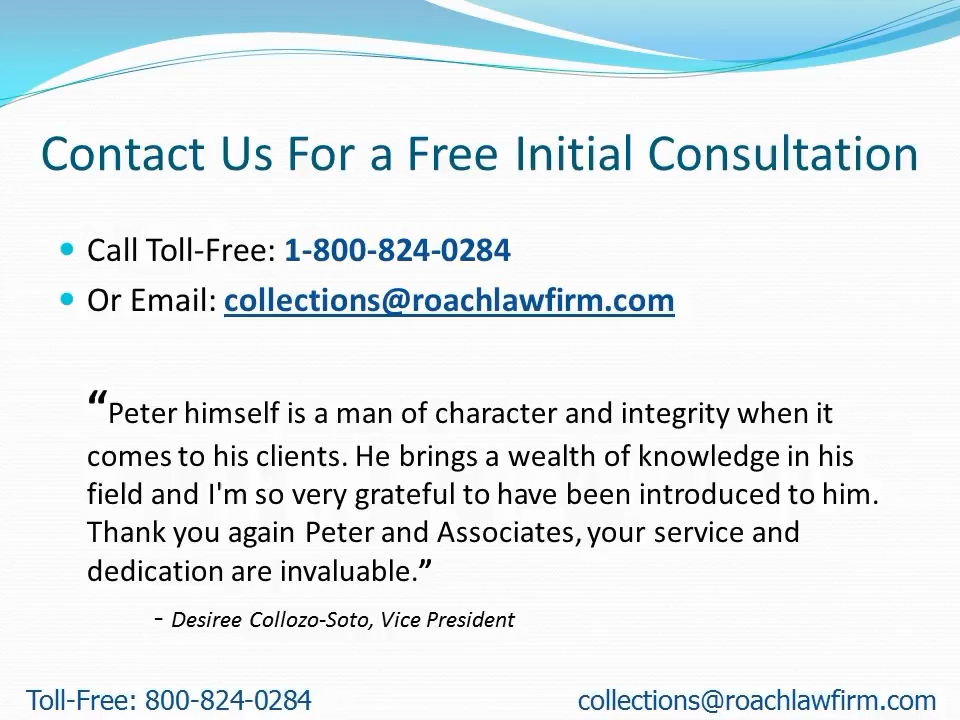 Contact Us For a Free Initial Consultation
• Call Toll-Free: 1-800-824-0284
• Or Email: collections@roachlawfirm.com
“Peter himself is a man of character and integrity when it
comes to his clients. He brings a wealth of knowledge in his
field and I'm so very grateful to have been introduced to him.
Thank you again Peter and Associates, your service and
dedication are invaluable.”
- Desiree Collozo-Soto, Vice President
Toll-Free: 800-824-0284 collections@roachlawfirm.com